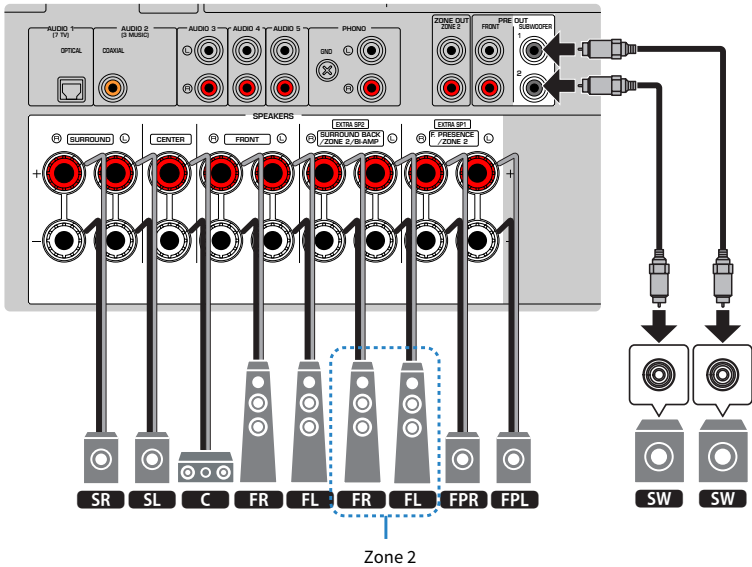 AUDIO 1
(7 TV)
AUDIO 2
(3 MUSIC)
AUDIO 3
AUDIO 4
AUDIO 5
PHONO
ZONE OUT
ZONE 2
PRE OUT
FRONT
SUBWOOFER
OPTICAL
COAXIAL
L
GND
L
1
R
R
2
SPEAKERS
EXTRA SP2
EXTRA SP1
R
SURROUND
L
CENTER
R
FRONT
L
R
SURROUND BACK
/ZONE 2/BI-AMP
L
R
F. PRESENCE
/ZONE 2
L
+
+
–
–
SR
SL
C
FR
FL
FR
FL
FPR
FPL
SW
SW
Zone 2